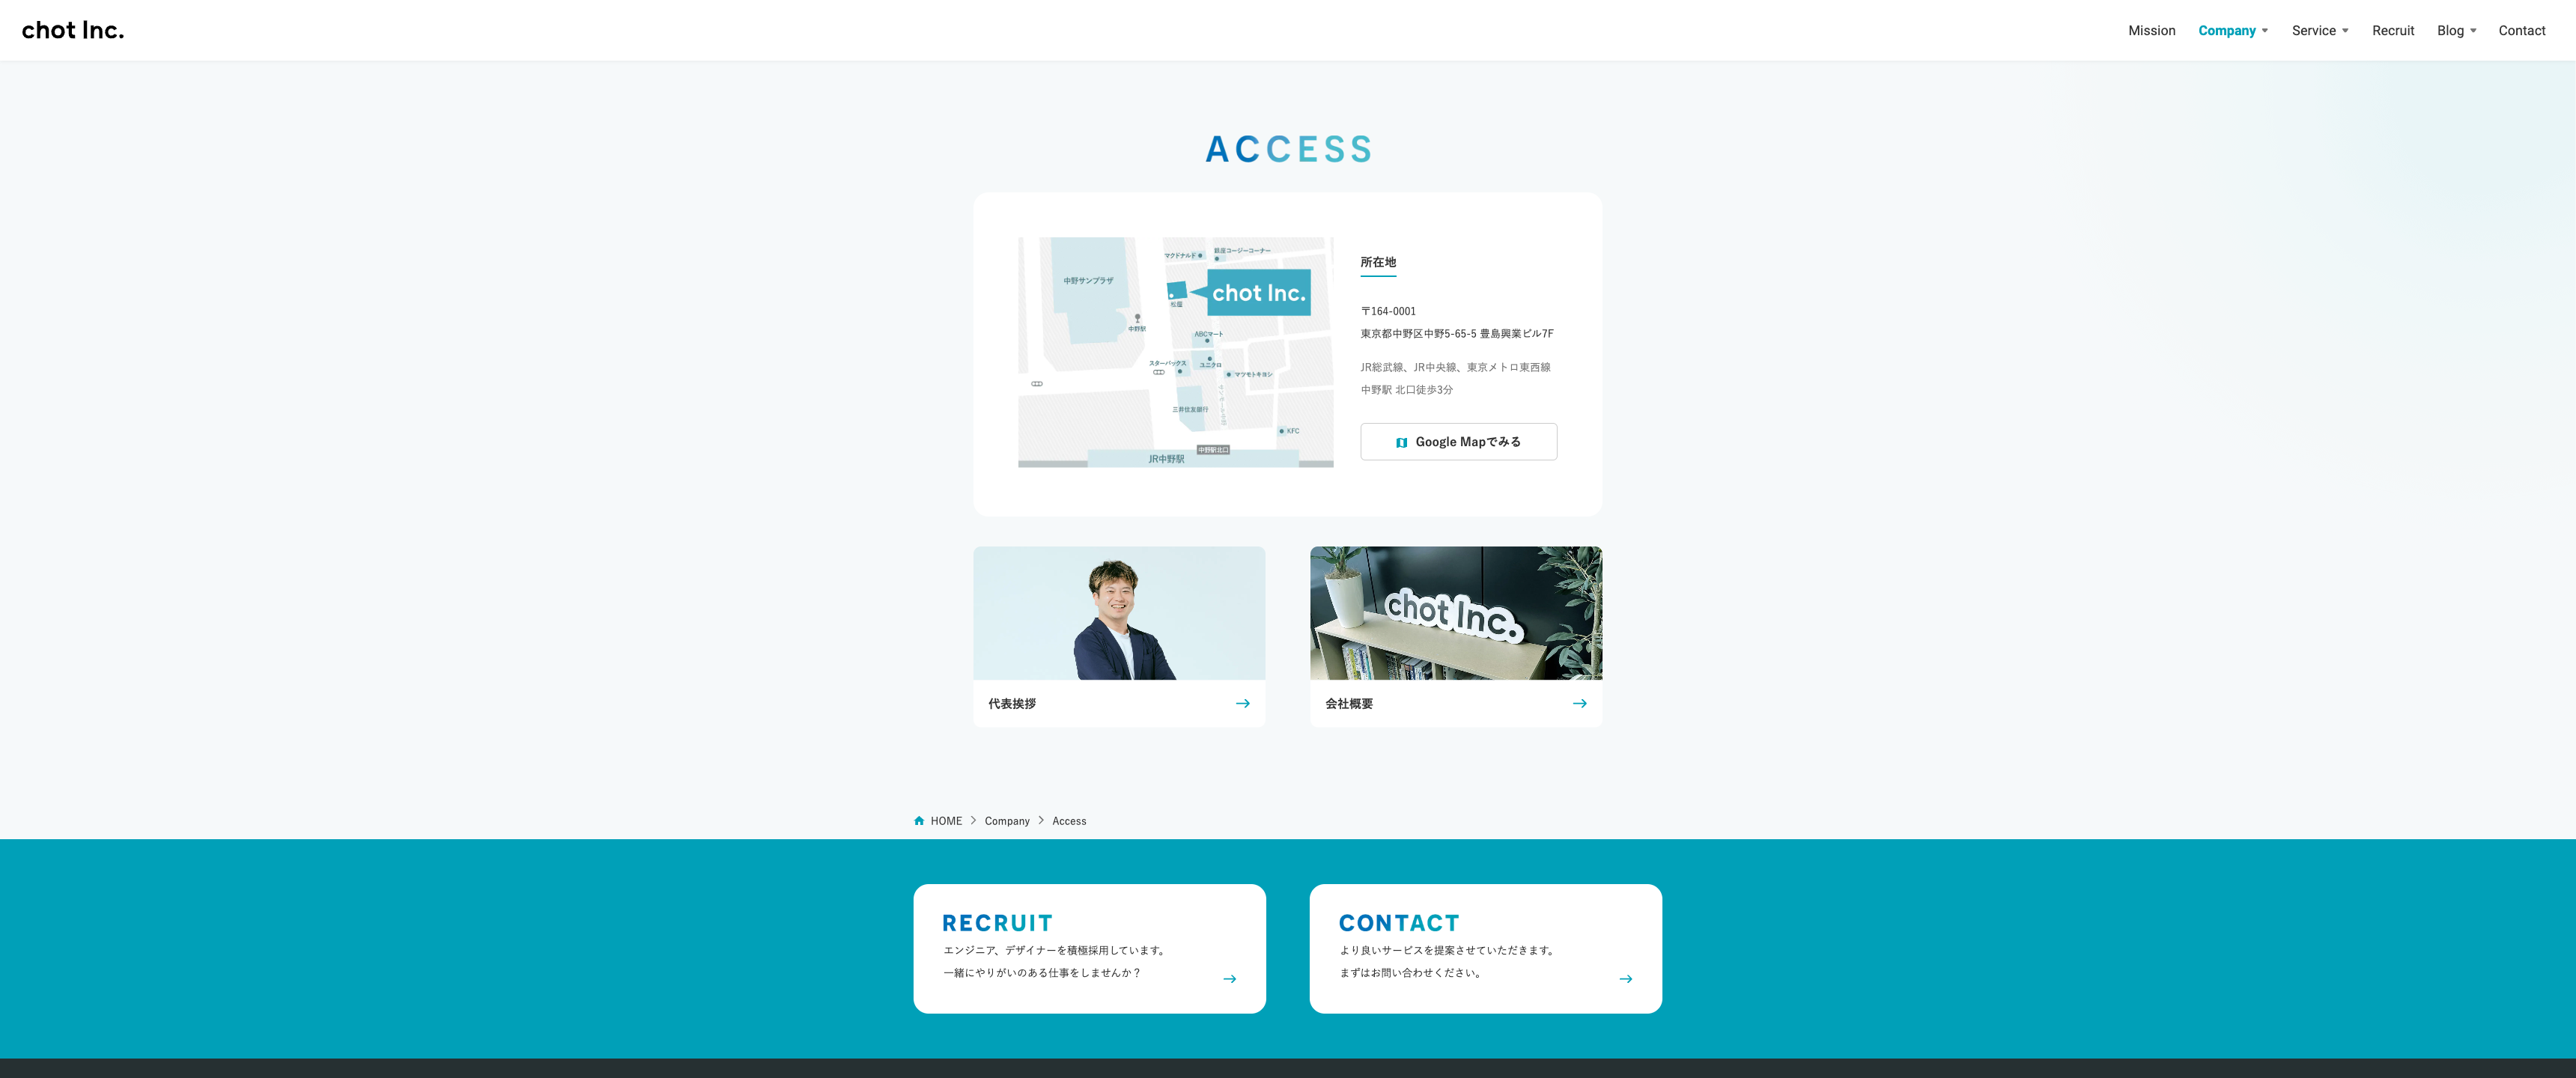 chot Inc.
Mission
Company
Service
Recruit
Blog
Contact
ACCESS
マクドナルド
銀座コージーコーナー
中野サンプラザ
chot Inc.
松屋
中野駅
ABCマート
スターバックス
ユニクロ
マツモトキヨシ
三井住友銀行
KFC
中野駅北口
JR中野駅
所在地
〒164-0001
東京都中野区中野5-65-5 豊島興業ビル7F
JR総武線、JR中央線、東京メトロ東西線
中野駅 北口徒歩3分
Google Mapでみる
代表挨拶
chot Inc.
会社概要
HOME
Company
Access
RECRUIT
エンジニア、デザイナーを積極採用しています。
一緒にやりがいのある仕事をしませんか？
CONTACT
より良いサービスを提案させていただきます。
まずはお問い合わせください。